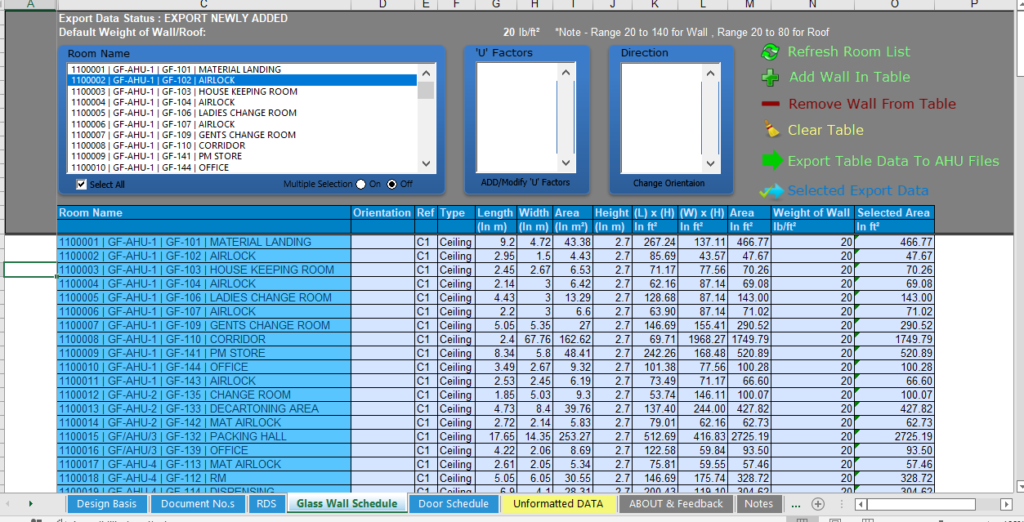 A C D E F G H I J K L M N O P
Export Data Status : EXPORT NEWLY ADDED
Default Weight of Wall/Roof: 20 lb/ft² *Note - Range 20 to 140 for Wall , Range 20 to 80 for Roof
Room Name
1100001 | GF-AHU-1 | GF-101 | MATERIAL LANDING
1100002 | GF-AHU-1 | GF-102 | AIRLOCK
1100003 | GF-AHU-1 | GF-103 | HOUSE KEEPING ROOM
1100004 | GF-AHU-1 | GF-104 | AIRLOCK
1100005 | GF-AHU-1 | GF-106 | LADIES CHANGE ROOM
1100006 | GF-AHU-1 | GF-107 | AIRLOCK
1100007 | GF-AHU-1 | GF-109 | GENTS CHANGE ROOM
1100008 | GF-AHU-1 | GF-110 | CORRIDOR
1100009 | GF-AHU-1 | GF-141 | PM STORE
1100010 | GF-AHU-1 | GF-144 | OFFICE
Select All Multiple Selection On Off
'U' Factors
ADD/Modify 'U' Factors
Direction
Change Orientaion
Refresh Room List
Add Wall In Table
Remove Wall From Table
Clear Table
Export Table Data To AHU Files
Selected Export Data
Room Name Orientation Ref Type Length Width Area Height (L) x (H) (W) x (H) Area Weight of Wall Selected Area
(In m) (In m) (In m²) (In m) In ft² In ft² In ft² lb/ft² In ft²
1100001 | GF-AHU-1 | GF-101 | MATERIAL LANDING C1 Ceiling 9.2 4.72 43.38 2.7 267.24 137.11 466.77 20 466.77
1100002 | GF-AHU-1 | GF-102 | AIRLOCK C1 Ceiling 2.95 1.5 4.43 2.7 85.69 43.57 47.67 20 47.67
1100003 | GF-AHU-1 | GF-103 | HOUSE KEEPING ROOM C1 Ceiling 2.45 2.67 6.53 2.7 71.17 77.56 70.26 20 70.26
1100004 | GF-AHU-1 | GF-104 | AIRLOCK C1 Ceiling 2.14 3 6.42 2.7 62.16 87.14 69.08 20 69.08
1100005 | GF-AHU-1 | GF-106 | LADIES CHANGE ROOM C1 Ceiling 4.43 3 13.29 2.7 128.68 87.14 143.00 20 143.00
1100006 | GF-AHU-1 | GF-107 | AIRLOCK C1 Ceiling 2.2 3 6.6 2.7 63.90 87.14 71.02 20 71.02
1100007 | GF-AHU-1 | GF-109 | GENTS CHANGE ROOM C1 Ceiling 5.05 5.35 27 2.7 146.69 155.41 290.52 20 290.52
1100008 | GF-AHU-1 | GF-110 | CORRIDOR C1 Ceiling 2.4 67.76 162.62 2.7 69.71 1968.27 1749.79 20 1749.79
1100009 | GF-AHU-1 | GF-141 | PM STORE C1 Ceiling 8.34 5.8 48.41 2.7 242.26 168.48 520.89 20 520.89
1100010 | GF-AHU-1 | GF-144 | OFFICE C1 Ceiling 3.49 2.67 9.32 2.7 101.38 77.56 100.28 20 100.28
1100011 | GF-AHU-1 | GF-143 | AIRLOCK C1 Ceiling 2.53 2.45 6.19 2.7 73.49 71.17 66.60 20 66.60
1100012 | GF-AHU-2 | GF-135 | CHANGE ROOM C1 Ceiling 1.85 5.03 9.3 2.7 53.74 146.11 100.07 20 100.07
1100013 | GF-AHU-2 | GF-133 | DECARTONING AREA C1 Ceiling 4.73 8.4 39.76 2.7 137.40 244.00 427.82 20 427.82
1100014 | GF-AHU-2 | GF-142 | MAT AIRLOCK C1 Ceiling 2.72 2.14 5.83 2.7 79.01 62.16 62.73 20 62.73
1100015 | GF/AHU/3 | GF-132 | PACKING HALL C1 Ceiling 17.65 14.35 253.27 2.7 512.69 416.83 2725.19 20 2725.19
1100016 | GF/AHU/3 | GF-139 | OFFICE C1 Ceiling 4.22 2.06 8.69 2.7 122.58 59.84 93.50 20 93.50
1100017 | GF-AHU-4 | GF-113 | MAT AIRLOCK C1 Ceiling 2.61 2.05 5.34 2.7 75.81 59.55 57.46 20 57.46
1100018 | GF-AHU-4 | GF-112 | RM C1 Ceiling 5.05 6.05 30.55 2.7 146.69 175.74 328.72 20 328.72
1100019 | GF-AHU-4 | GF-114 | DISPENSING C1 Ceiling 6.9 4.1 28.31 2.7 200.43 119.10 304.62 20 304.62
Design Basis Document No.s RDS Glass Wall Schedule Door Schedule Unformatted DATA ABOUT & Feedback Notes ...